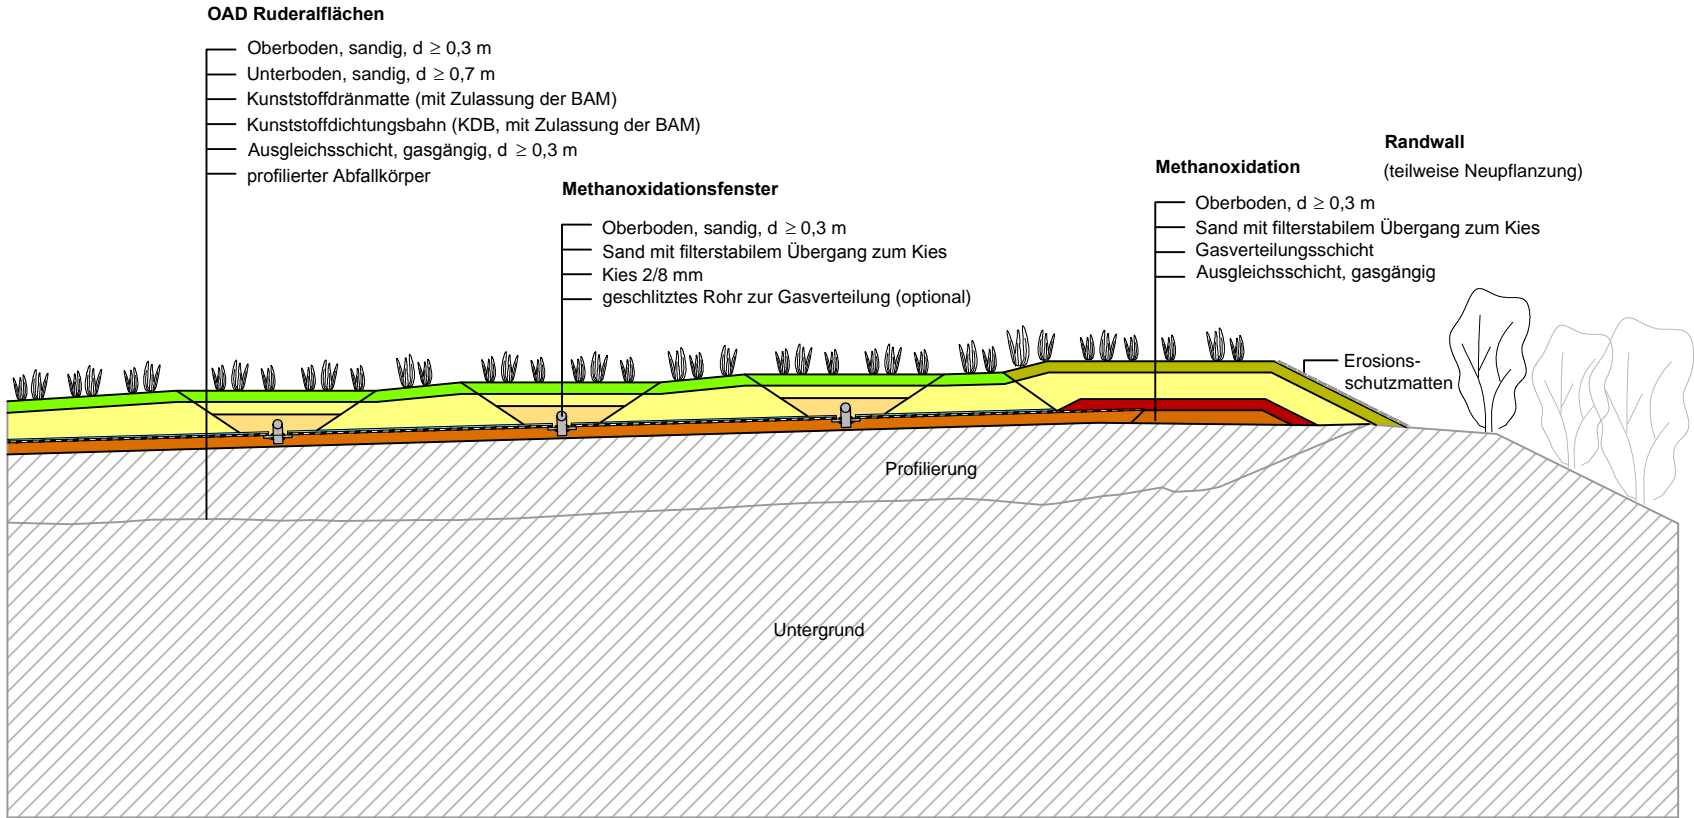 OAD Ruderalflächen
Oberboden, sandig, d ≥ 0,3 m
Unterboden, sandig, d ≥ 0,7 m
Kunststoffdränmatte (mit Zulassung der BAM)
Kunststoffdichtungsbahn (KDB, mit Zulassung der BAM)
Ausgleichsschicht, gasgängig, d ≥ 0,3 m
profilierter Abfallkörper
Methanoxidationsfenster
Oberboden, sandig, d ≥ 0,3 m
Sand mit filterstabilem Übergang zum Kies
Kies 2/8 mm
geschlitztes Rohr zur Gasverteilung (optional)
Methanoxidation
Oberboden, d ≥ 0,3 m
Sand mit filterstabilem Übergang zum Kies
Gasverteilungsschicht
Ausgleichsschicht, gasgängig
Randwall
(teilweise Neupflanzung)
Erosions-
schutzmatten
Profilierung
Untergrund